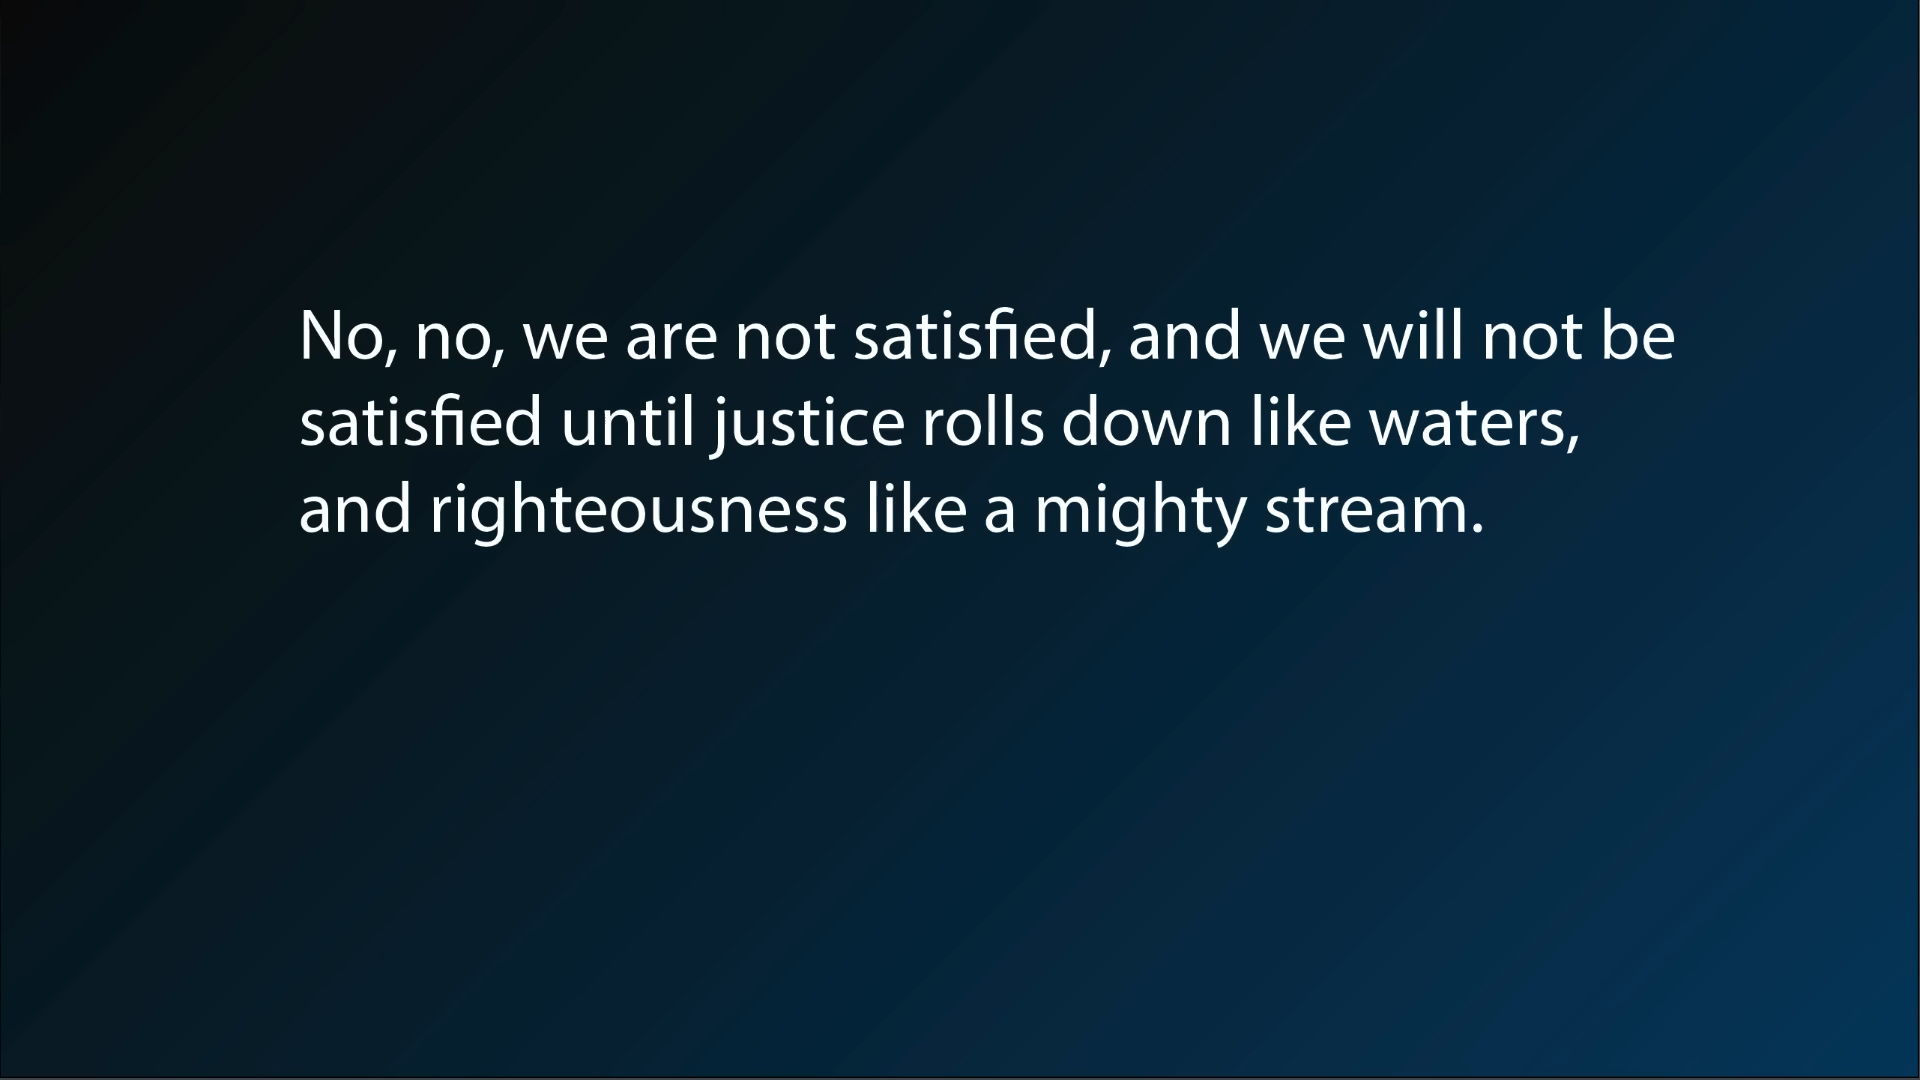 No, no, we are not satisfied, and we will not be
satisfied until justice rolls down like waters,
and righteousness like a mighty stream.